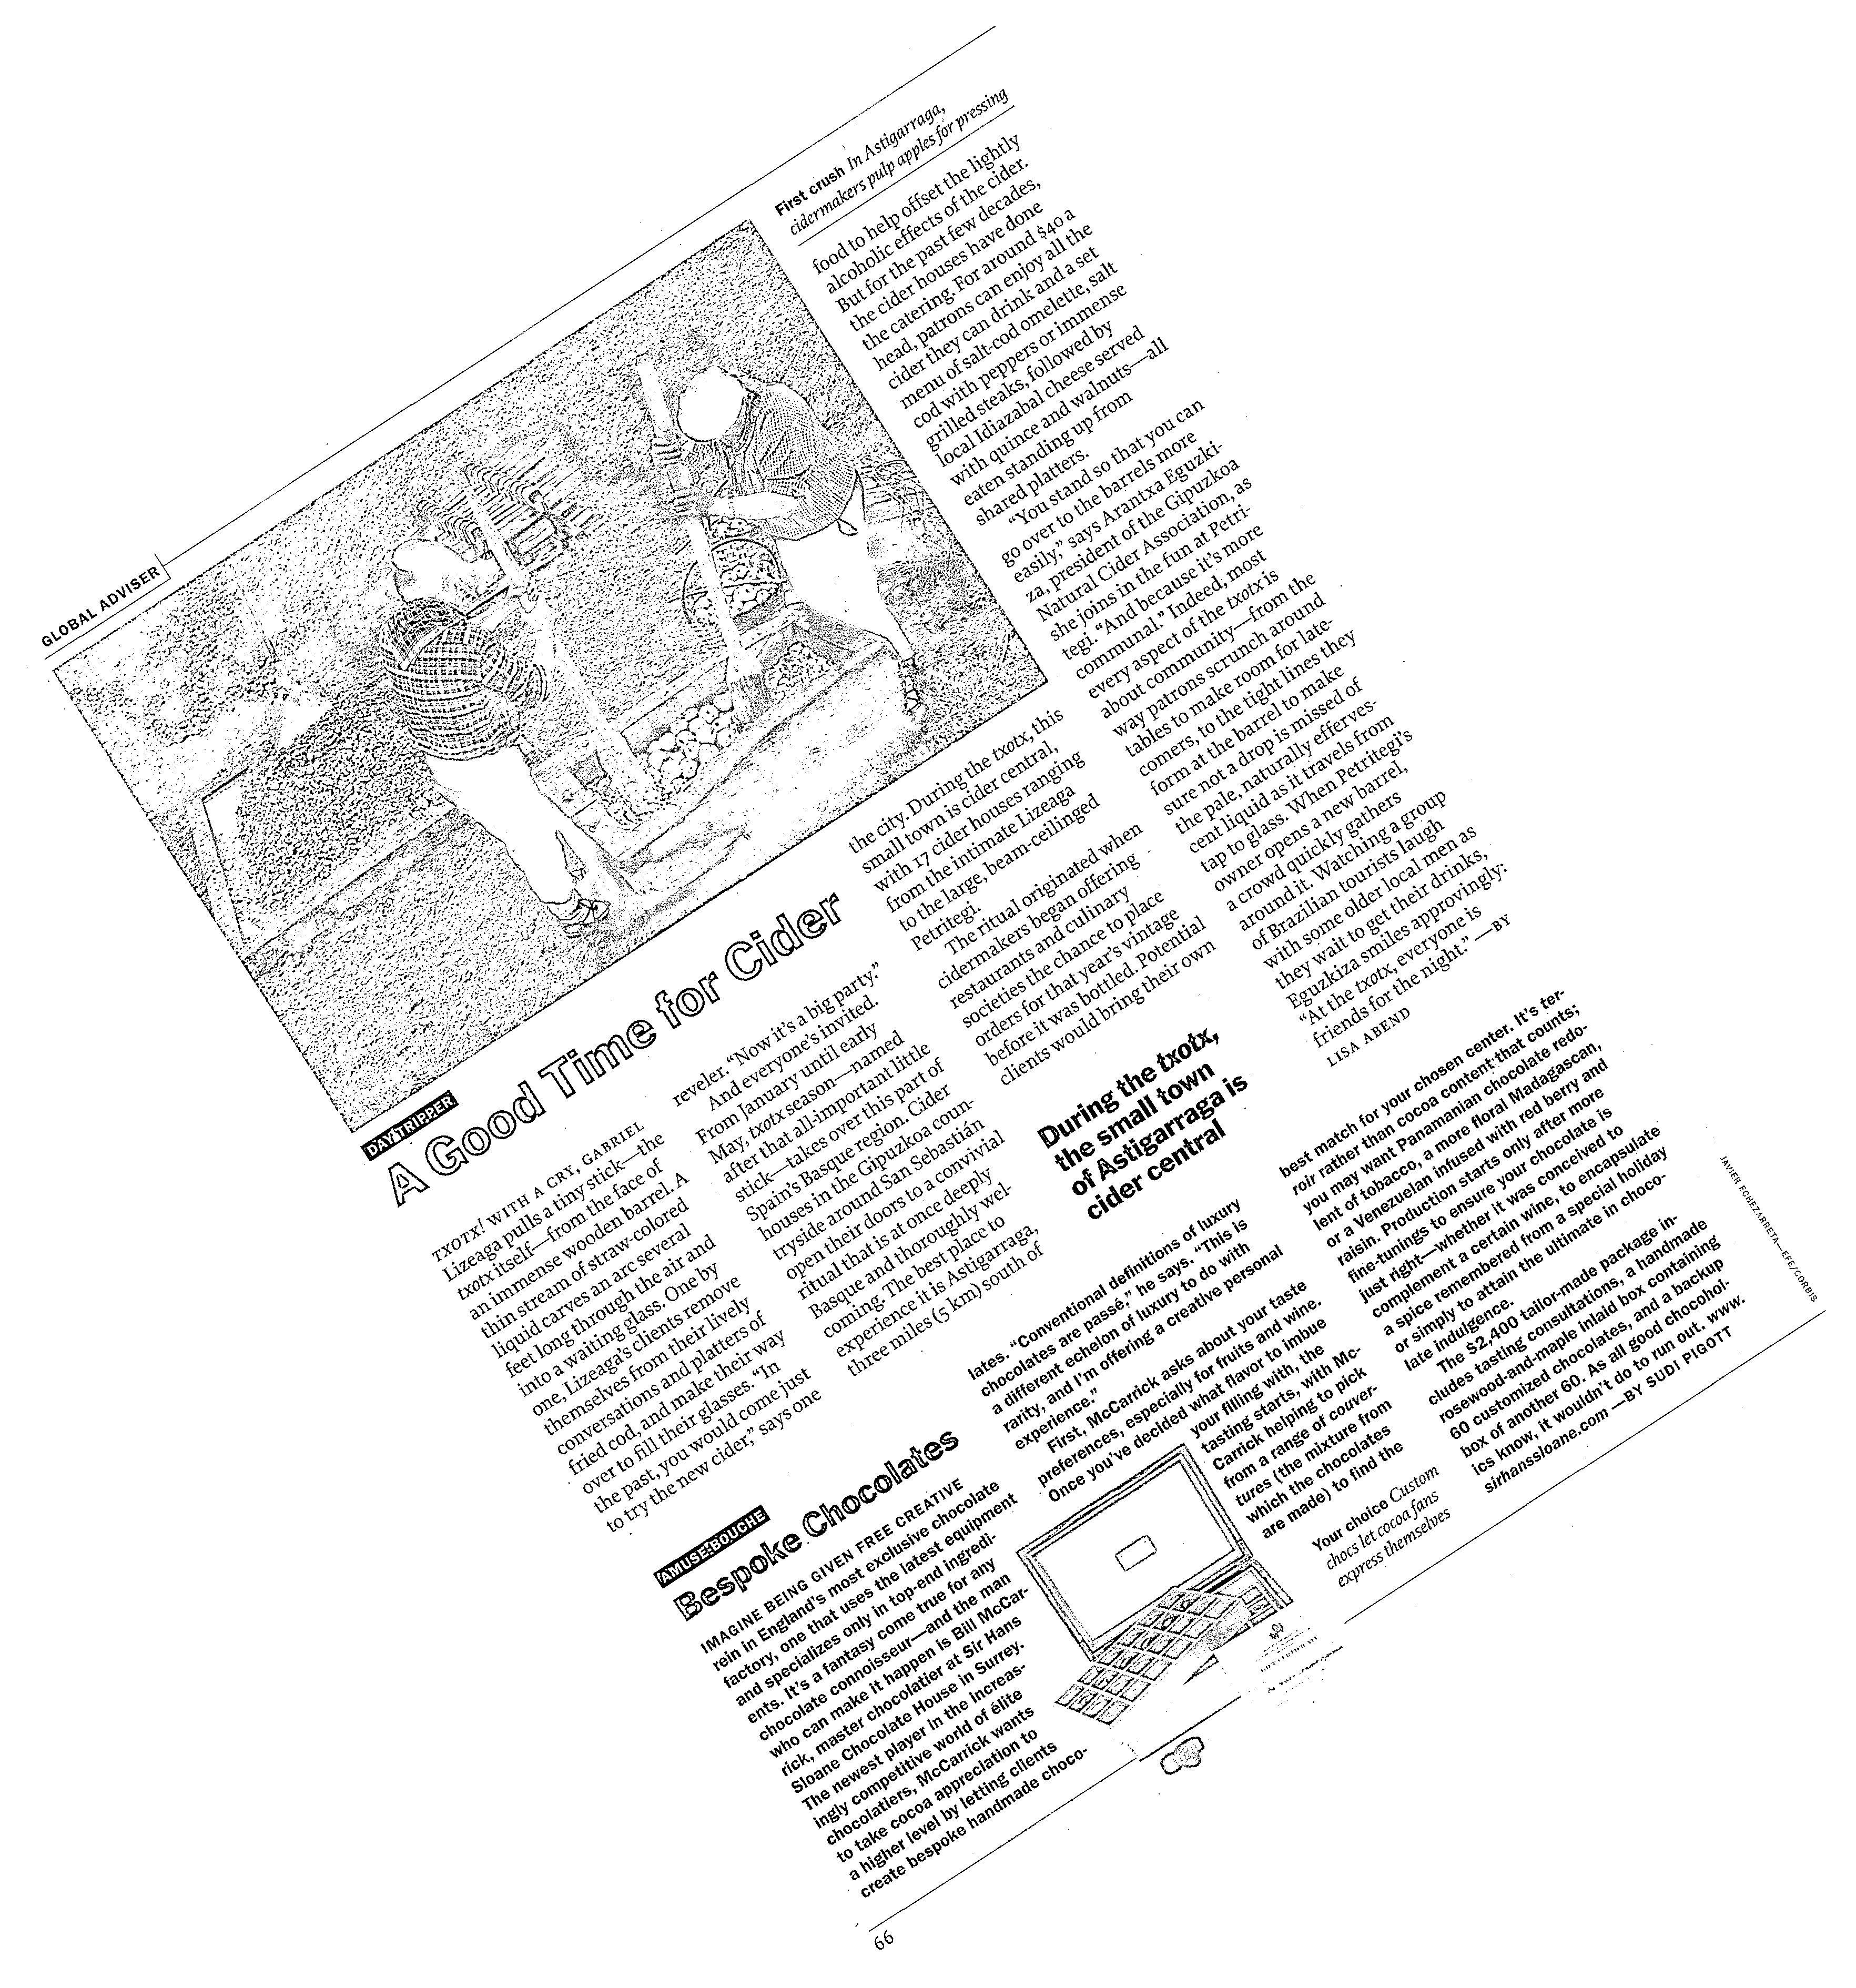 GLOBAL ADVISER
First crush In Astigarraga,
cidermakers pulp apples for pressing
DAYTRIPPER
A Good Time for Cider
TXOTX! WITH A CRY, GABRIEL
Lizeaga pulls a tiny stick—the
txotx itself—from the face of
an immense wooden barrel. A
thin stream of straw-colored
liquid carves an arc several
feet long through the air and
into a waiting glass. One by
one, Lizeaga's clients remove
themselves from their lively
conversations and platters of
fried cod, and make their way
over to fill their glasses. "In
the past, you would come just
to try the new cider," says one
reveler. "Now it's a big party."
And everyone's invited.
From January until early
May, txotx season—named
after that all-important little
stick—takes over this part of
Spain's Basque region. Cider
houses in the Gipuzkoa coun-
tryside around San Sebastián
open their doors to a convivial
ritual that is at once deeply
Basque and thoroughly wel-
coming. The best place to
experience it is Astigarraga,
three miles (5 km) south of
the city. During the txotx, this
small town is cider central,
with 17 cider houses ranging
from the intimate Lizeaga
to the large, beam-ceilinged
Petritegi.
The ritual originated when
cidermakers began offering
restaurants and culinary
societies the chance to place
orders for that year's vintage
before it was bottled. Potential
clients would bring their own
During the txotx,
the small town
of Astigarraga is
cider central
food to help offset the lightly
alcoholic effects of the cider.
But for the past few decades,
the cider houses have done
the catering. For around $40 a
head, patrons can enjoy all the
cider they can drink and a set
menu of salt-cod omelette, salt
cod with peppers or immense
grilled steaks, followed by
local Idiazabal cheese served
with quince and walnuts—all
eaten standing up from
shared platters.
"You stand so that you can
go over to the barrels more
easily," says Arantxa Eguzki-
za, president of the Gipuzkoa
Natural Cider Association, as
she joins in the fun at Petri-
tegi. "And because it's more
communal." Indeed, most
every aspect of the txotx is
about community—from the
way patrons scrunch around
tables to make room for late-
comers, to the tight lines they
form at the barrel to make
sure not a drop is missed of
the pale, naturally efferves-
cent liquid as it travels from
tap to glass. When Petritegi's
owner opens a new barrel,
a crowd quickly gathers
around it. Watching a group
of Brazilian tourists laugh
with some older local men as
they wait to get their drinks,
Eguzkiza smiles approvingly:
"At the txotx, everyone is
friends for the night." —BY
LISA ABEND
AMUSE-BOUCHE
Bespoke Chocolates
IMAGINE BEING GIVEN FREE CREATIVE
rein in England's most exclusive chocolate
factory, one that uses the latest equipment
and specializes only in top-end ingredi-
ents. It's a fantasy come true for any
chocolate connoisseur—and the man
who can make it happen is Bill McCar-
rick, master chocolatier at Sir Hans
Sloane Chocolate House in Surrey.
The newest player in the increas-
ingly competitive world of élite
chocolatiers, McCarrick wants
to take cocoa appreciation to
a higher level by letting clients
create bespoke handmade choco-
lates. "Conventional definitions of luxury
chocolates are passé," he says. "This is
a different echelon of luxury to do with
rarity, and I'm offering a creative personal
experience."
First, McCarrick asks about your taste
preferences, especially for fruits and wine.
Once you've decided what flavor to imbue
your filling with, the
tasting starts, with Mc-
Carrick helping to pick
from a range of couver-
tures (the mixture from
which the chocolates
are made) to find the
best match for your chosen center. It's ter-
roir rather than cocoa content that counts;
you may want Panamanian chocolate redo-
lent of tobacco, a more floral Madagascan,
or a Venezuelan infused with red berry and
raisin. Production starts only after more
fine-tunings to ensure your chocolate is
just right—whether it was conceived to
complement a certain wine, to encapsulate
a spice remembered from a special holiday
or simply to attain the ultimate in choco-
late indulgence.
The $2,400 tailor-made package in-
cludes tasting consultations, a handmade
rosewood-and-maple inlaid box containing
60 customized chocolates, and a backup
box of another 60. As all good chocohol-
ics know, it wouldn't do to run out. www.
sirhanssloane.com —BY SUDI PIGOTT
Your choice Custom
chocs let cocoa fans
express themselves
JAVIER ECHEZARRETA—EFE/CORBIS
66